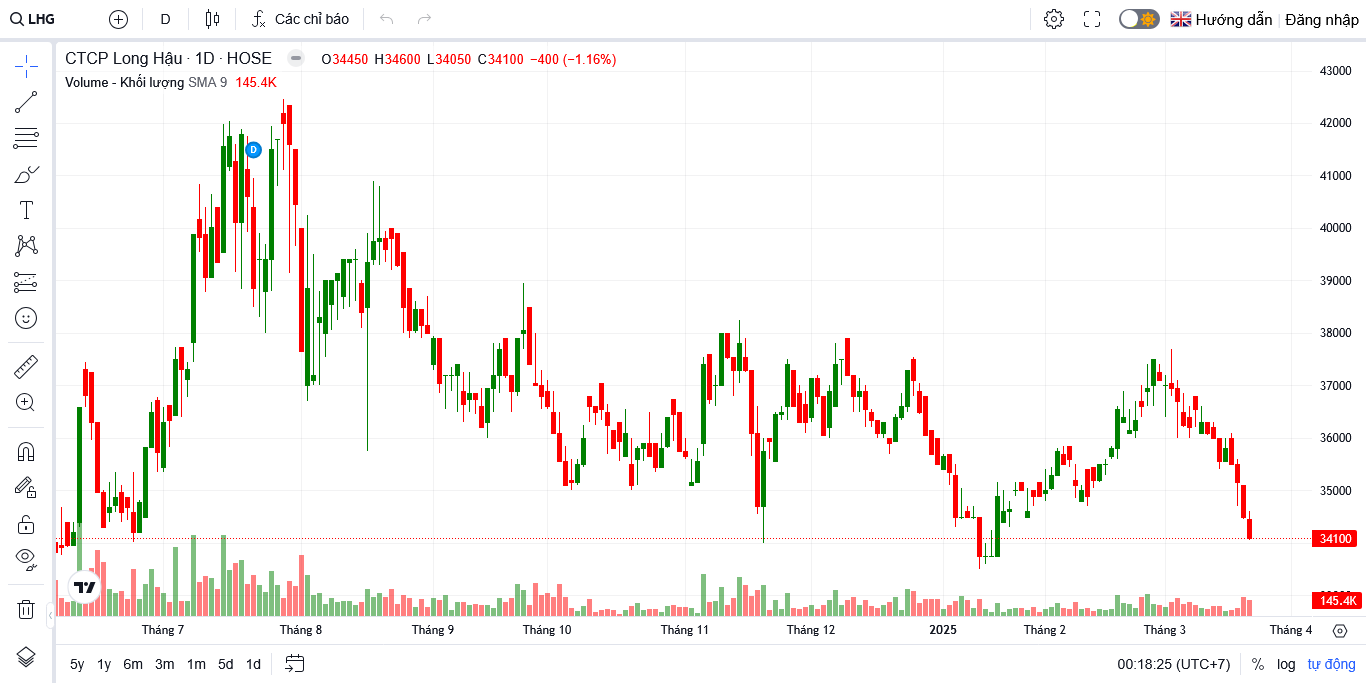 LHG D Các chỉ báo Hướng dẫn Đăng nhập
CTCP Long Hậu · 1D · HOSE O34450 H34600 L34050 C34100 −400 (−1.16%)
Volume - Khối lượng SMA 9 145.4K
D
43000
42000
41000
40000
39000
38000
37000
36000
35000
34100
145.4K
Tháng 7 Tháng 8 Tháng 9 Tháng 10 Tháng 11 Tháng 12 2025 Tháng 2 Tháng 3 Tháng 4
5y 1y 6m 3m 1m 5d 1d 00:18:25 (UTC+7) % log tự động